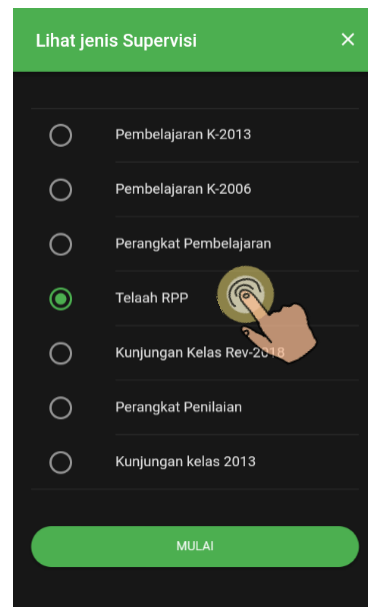 Lihat jenis Supervisi
Pembelajaran K-2013
Pembelajaran K-2006
Perangkat Pembelajaran
Telaah RPP
Kunjungan Kelas Rev-2018
Perangkat Penilaian
Kunjungan kelas 2013
MULAI